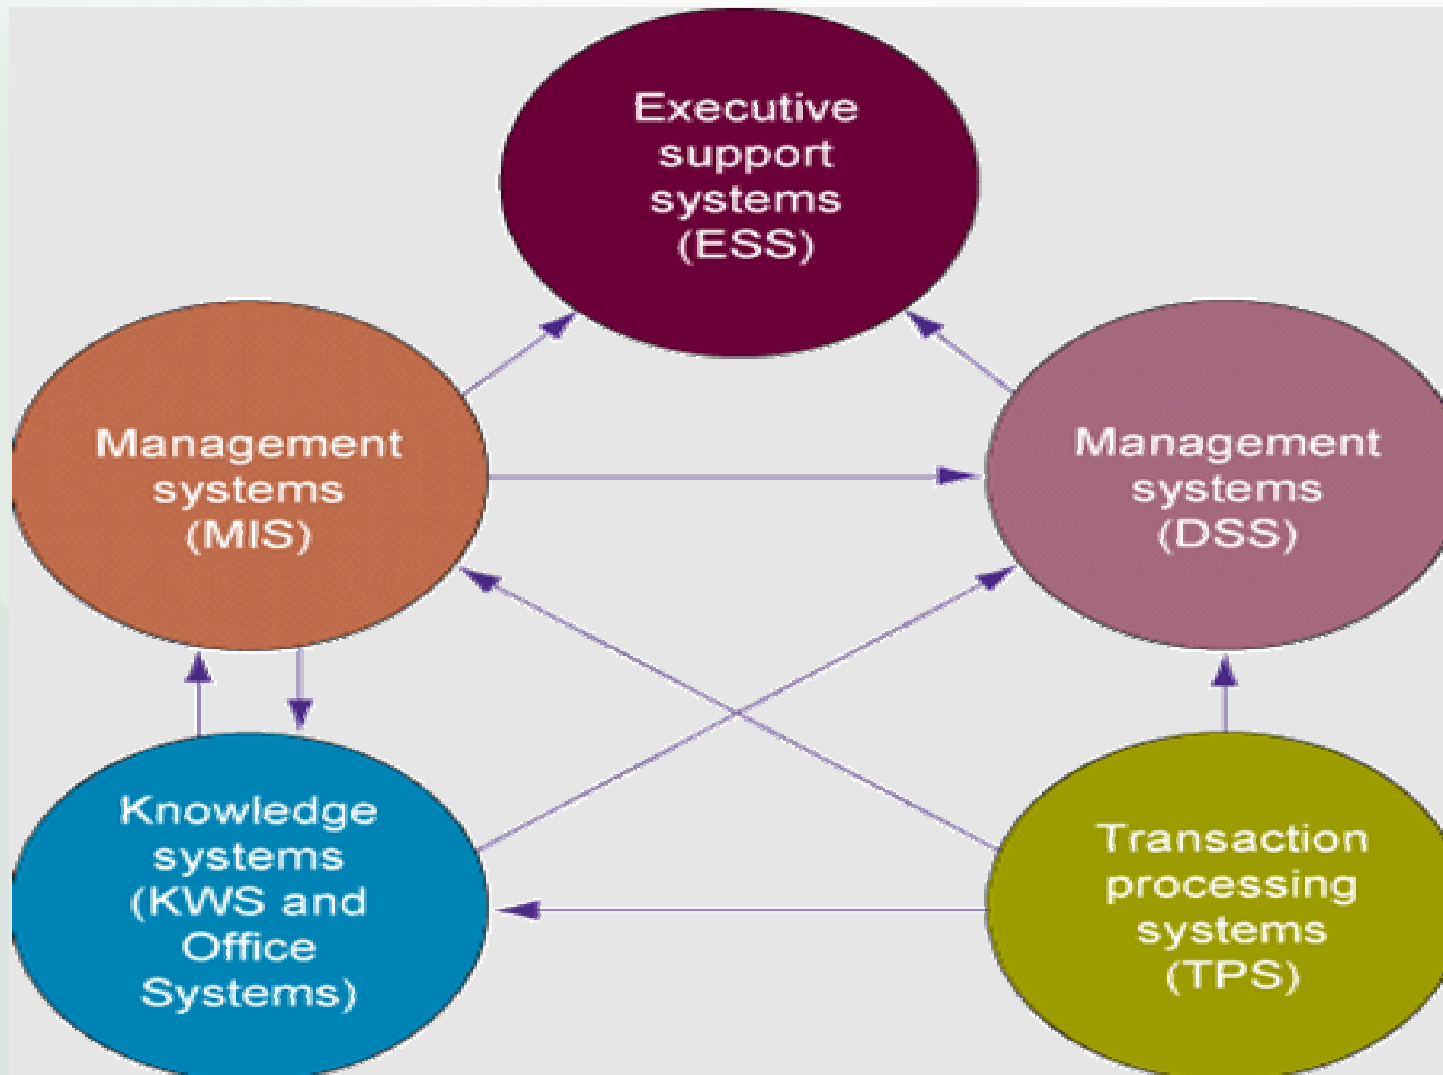 Executive
support
systems
(ESS)
Management
systems
(MIS)
Management
systems
(DSS)
Knowledge
systems
(KWS and
Office
Systems)
Transaction
processing
systems
(TPS)